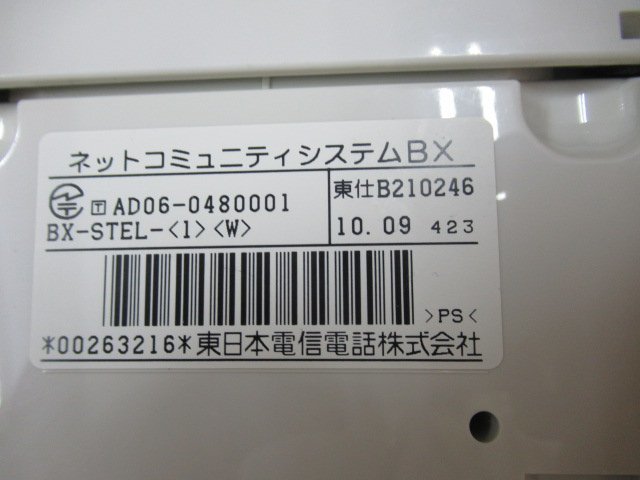 ネットコミュニティシステムBX
T AD06-0480001
東仕B210246
BX-STEL-<1><W>
10.09 423
>PS<
*00263216*東日本電信電話株式会社